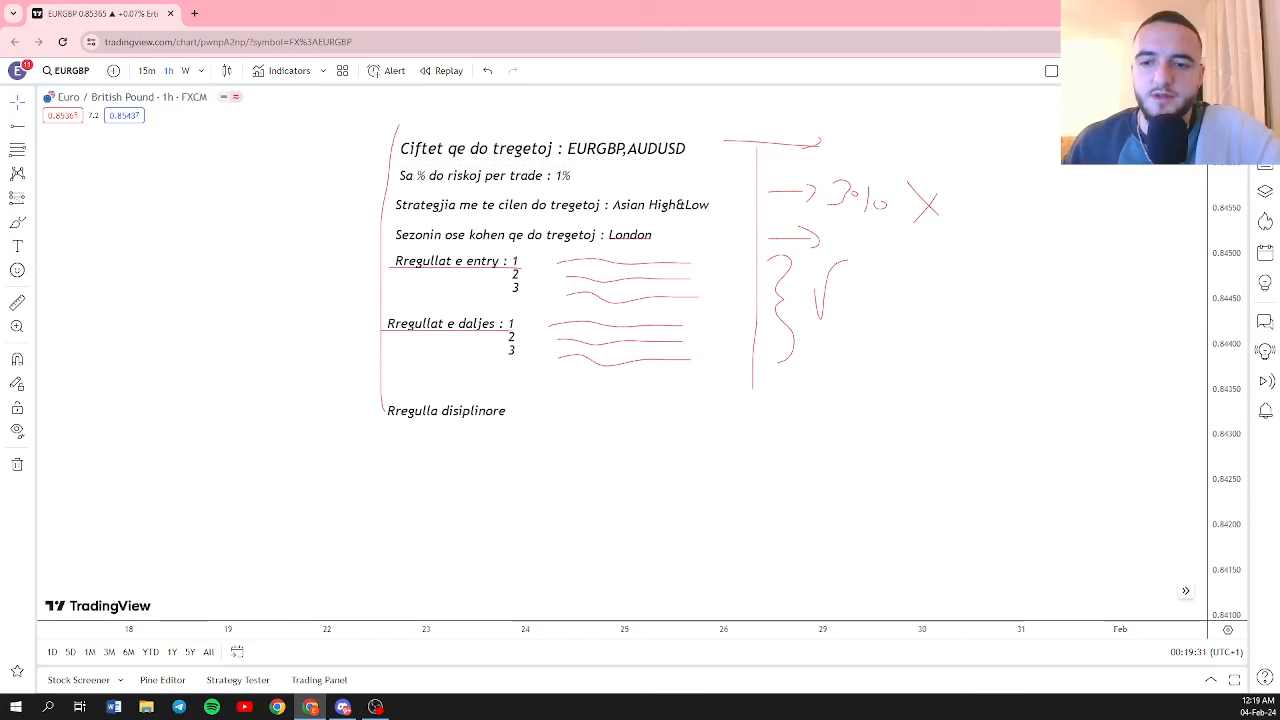 EURGBP 0.85365 ▲ +0.07% Erti
tradingview.com/chart/pwnpA2np/?symbol=FX%3AEURGBP
E 11 EURGBP 15m 1h W Indicators Alert Replay
Euro / British Pound · 1h · FXCM
0.85365 7.2 0.85437
Ciftet qe do tregetoj : EURGBP,AUDUSD
Sa % do riskoj per trade : 1%
3% X
Strategjia me te cilen do tregetoj : Asian High&Low
Sezonin ose kohen qe do tregetoj : London
Rregullat e entry : 1
2
3
Rregullat e daljes : 1
2
3
Rregulla disiplinore
0.84550
0.84500
0.84450
0.84400
0.84350
0.84300
0.84250
0.84200
0.84150
0.84100
TradingView
18 19 22 23 24 25 26 29 30 31 Feb
1D 5D 1M 3M 6M YTD 1Y 5Y All
00:19:31 (UTC+1)
Stock Screener Pine Editor Strategy Tester Trading Panel
12:19 AM
04-Feb-24